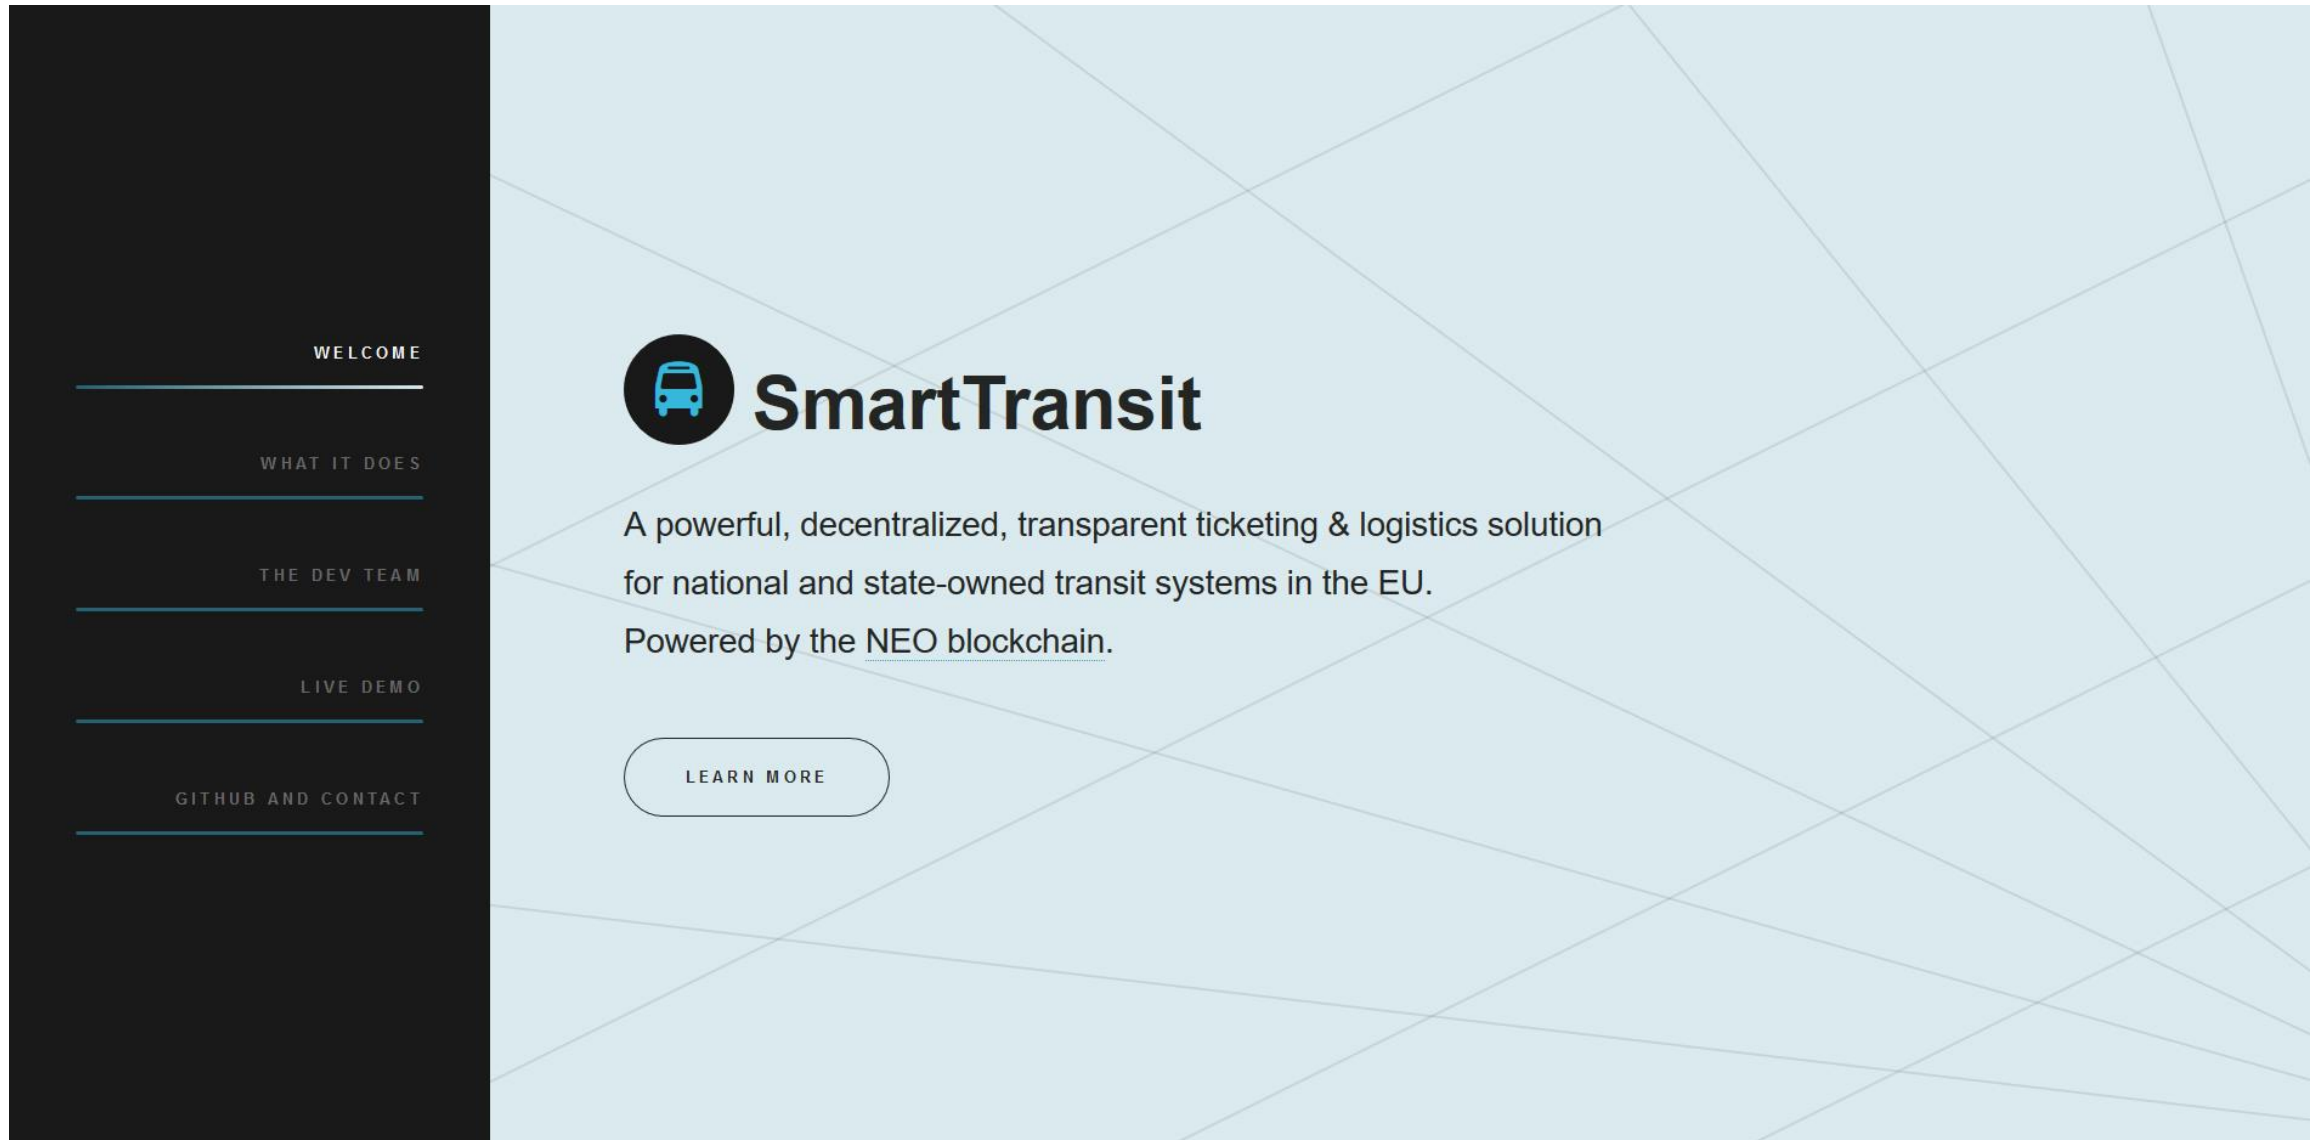 WELCOME
WHAT IT DOES
THE DEV TEAM
LIVE DEMO
GITHUB AND CONTACT
SmartTransit
A powerful, decentralized, transparent ticketing & logistics solution
for national and state-owned transit systems in the EU.
Powered by the NEO blockchain.
LEARN MORE